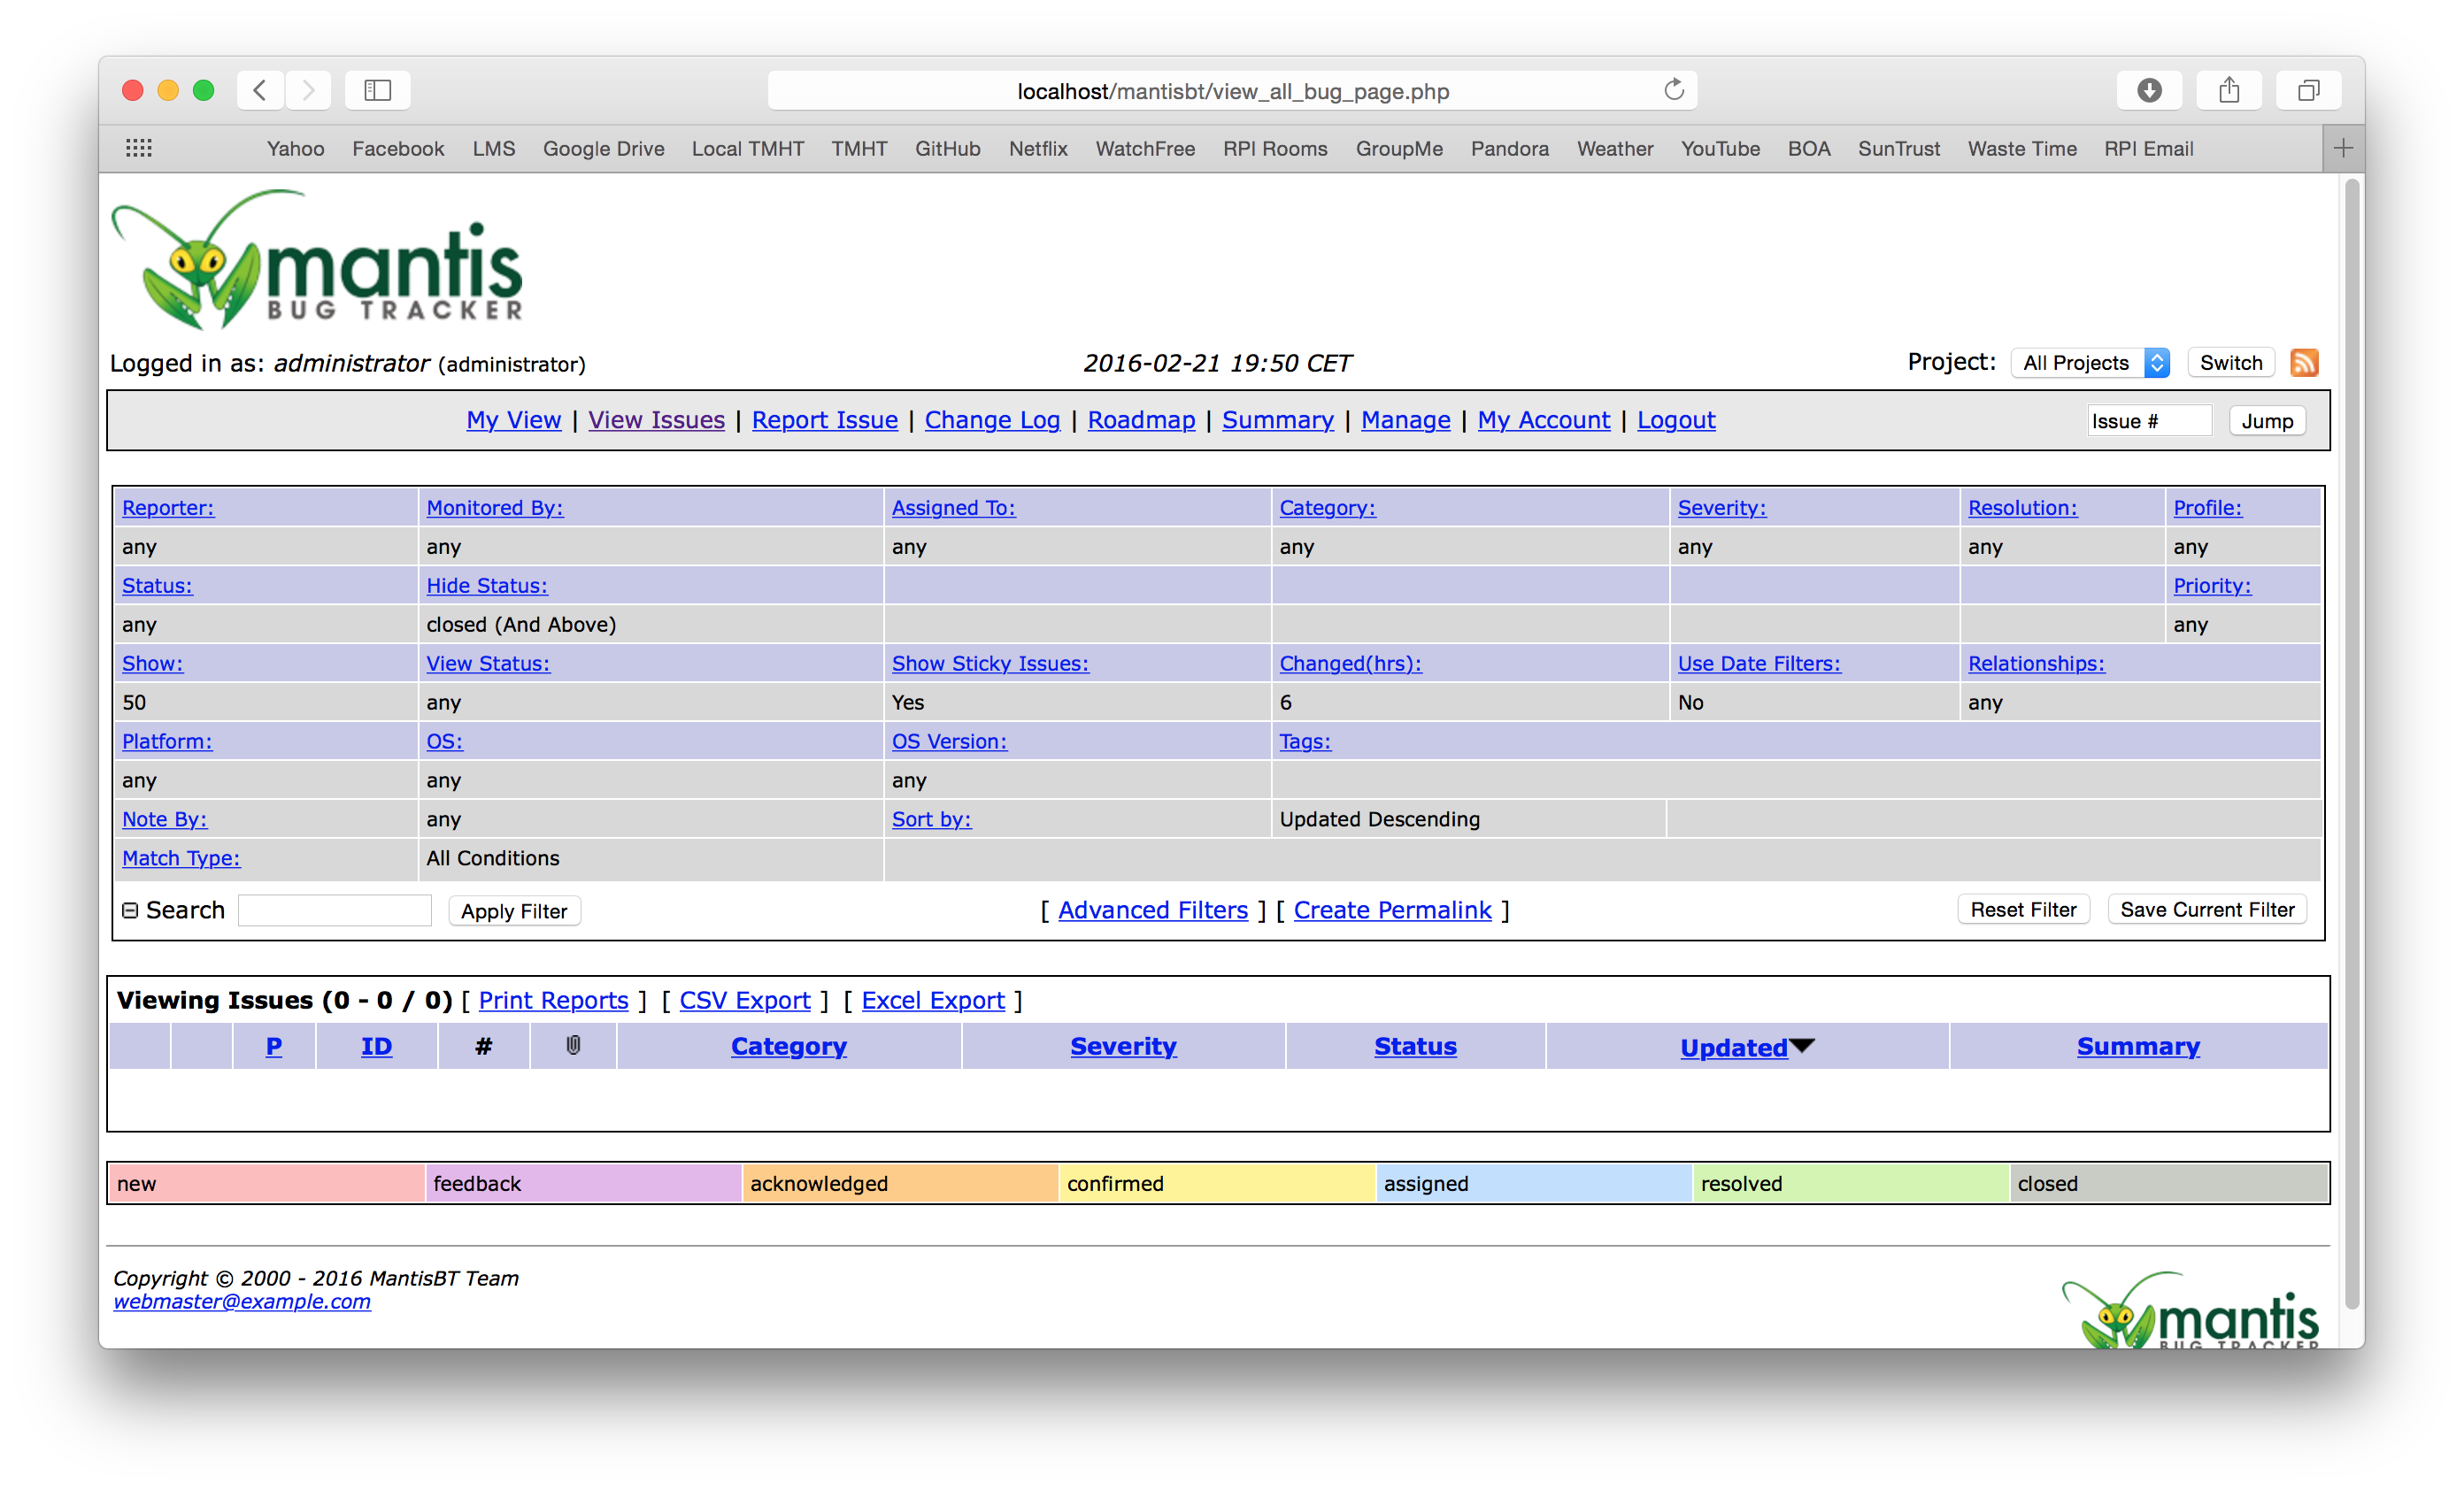 localhost/mantisbt/view_all_bug_page.php
Yahoo Facebook LMS Google Drive Local TMHT TMHT GitHub Netflix WatchFree RPI Rooms GroupMe Pandora Weather YouTube BOA SunTrust Waste Time RPI Email
mantis
BUG TRACKER
Logged in as: administrator (administrator) 2016-02-21 19:50 CET Project: All Projects Switch
My View | View Issues | Report Issue | Change Log | Roadmap | Summary | Manage | My Account | Logout Issue # Jump
Reporter: Monitored By: Assigned To: Category: Severity: Resolution: Profile:
any any any any any any any
Status: Hide Status: Priority:
any closed (And Above) any
Show: View Status: Show Sticky Issues: Changed(hrs): Use Date Filters: Relationships:
50 any Yes 6 No any
Platform: OS: OS Version: Tags:
any any any
Note By: any Sort by: Updated Descending
Match Type: All Conditions
Search Apply Filter [ Advanced Filters ] [ Create Permalink ] Reset Filter Save Current Filter
Viewing Issues (0 - 0 / 0) [ Print Reports ] [ CSV Export ] [ Excel Export ]
P ID # Category Severity Status Updated Summary
new feedback acknowledged confirmed assigned resolved closed
Copyright © 2000 - 2016 MantisBT Team
webmaster@example.com
mantis
BUG TRACKER